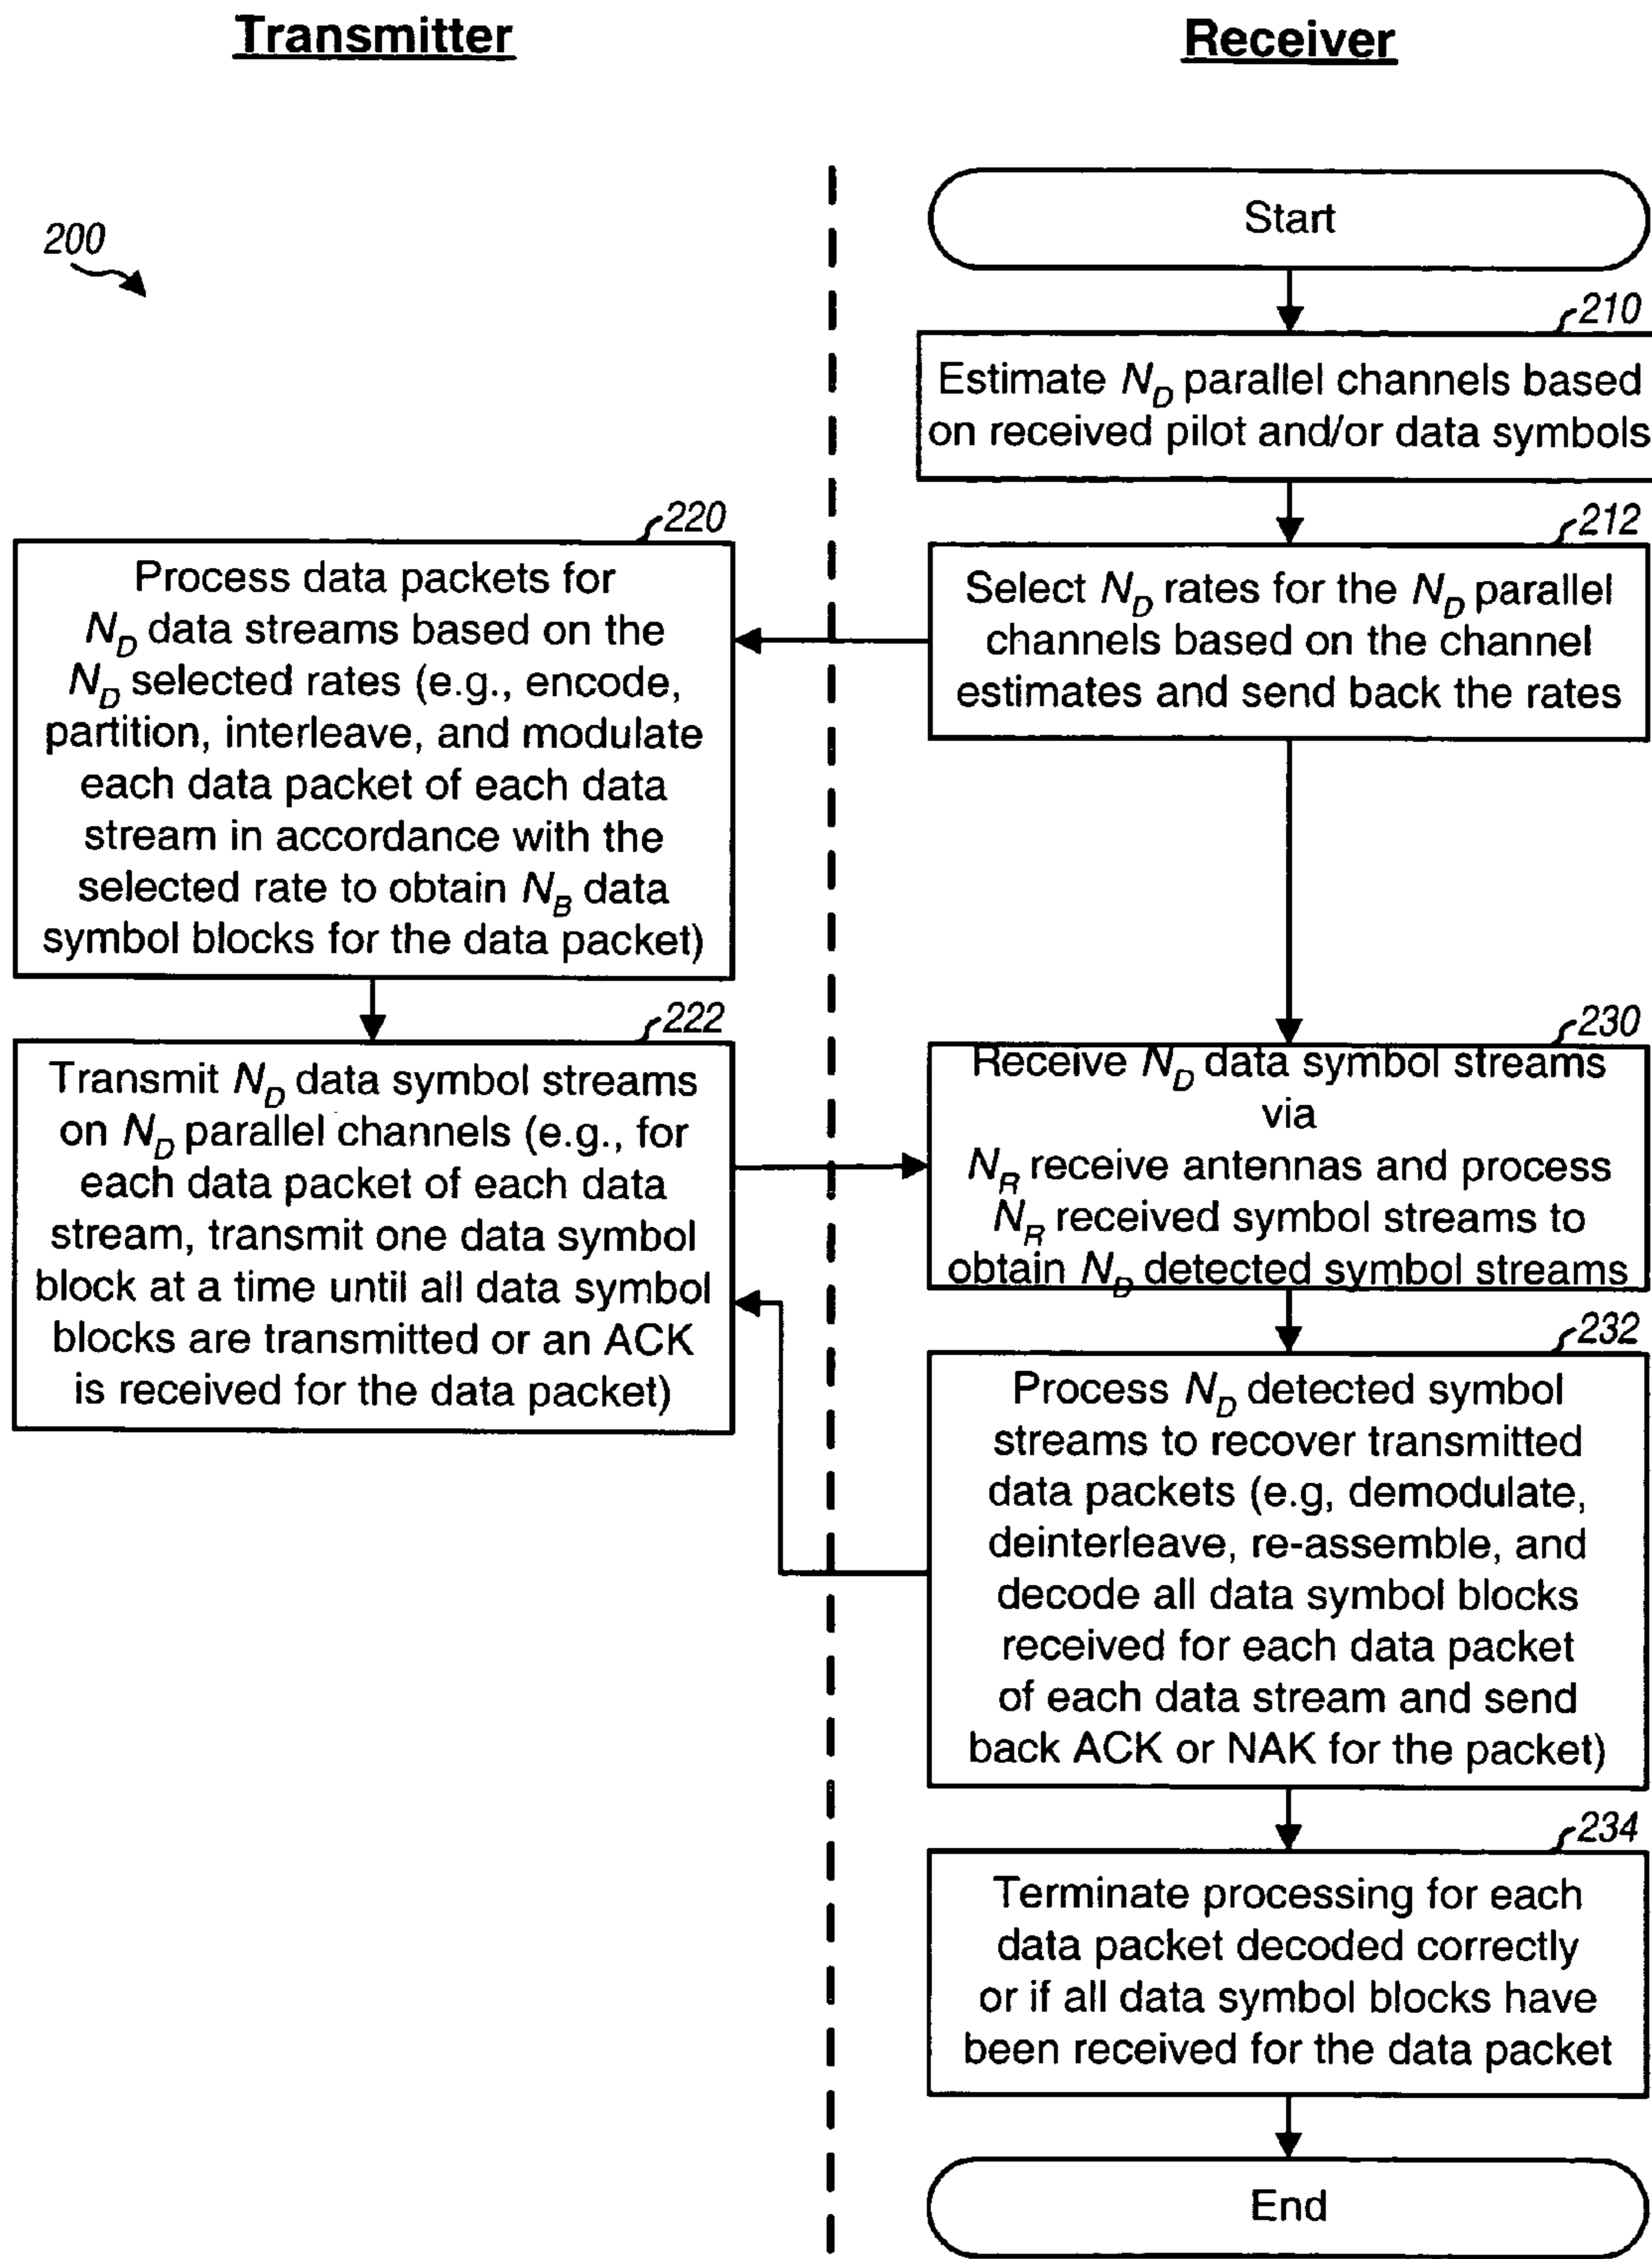 Transmitter
Receiver
200
Start
210
Estimate N_D parallel channels based
on received pilot and/or data symbols
212
Select N_D rates for the N_D parallel
channels based on the channel
estimates and send back the rates
220
Process data packets for
N_D data streams based on the
N_D selected rates (e.g., encode,
partition, interleave, and modulate
each data packet of each data
stream in accordance with the
selected rate to obtain N_B data
symbol blocks for the data packet)
222
Transmit N_D data symbol streams
on N_D parallel channels (e.g., for
each data packet of each data
stream, transmit one data symbol
block at a time until all data symbol
blocks are transmitted or an ACK
is received for the data packet)
230
Receive N_D data symbol streams
via
N_R receive antennas and process
N_R received symbol streams to
obtain N_D detected symbol streams
232
Process N_D detected symbol
streams to recover transmitted
data packets (e.g, demodulate,
deinterleave, re-assemble, and
decode all data symbol blocks
received for each data packet
of each data stream and send
back ACK or NAK for the packet)
234
Terminate processing for each
data packet decoded correctly
or if all data symbol blocks have
been received for the data packet
End